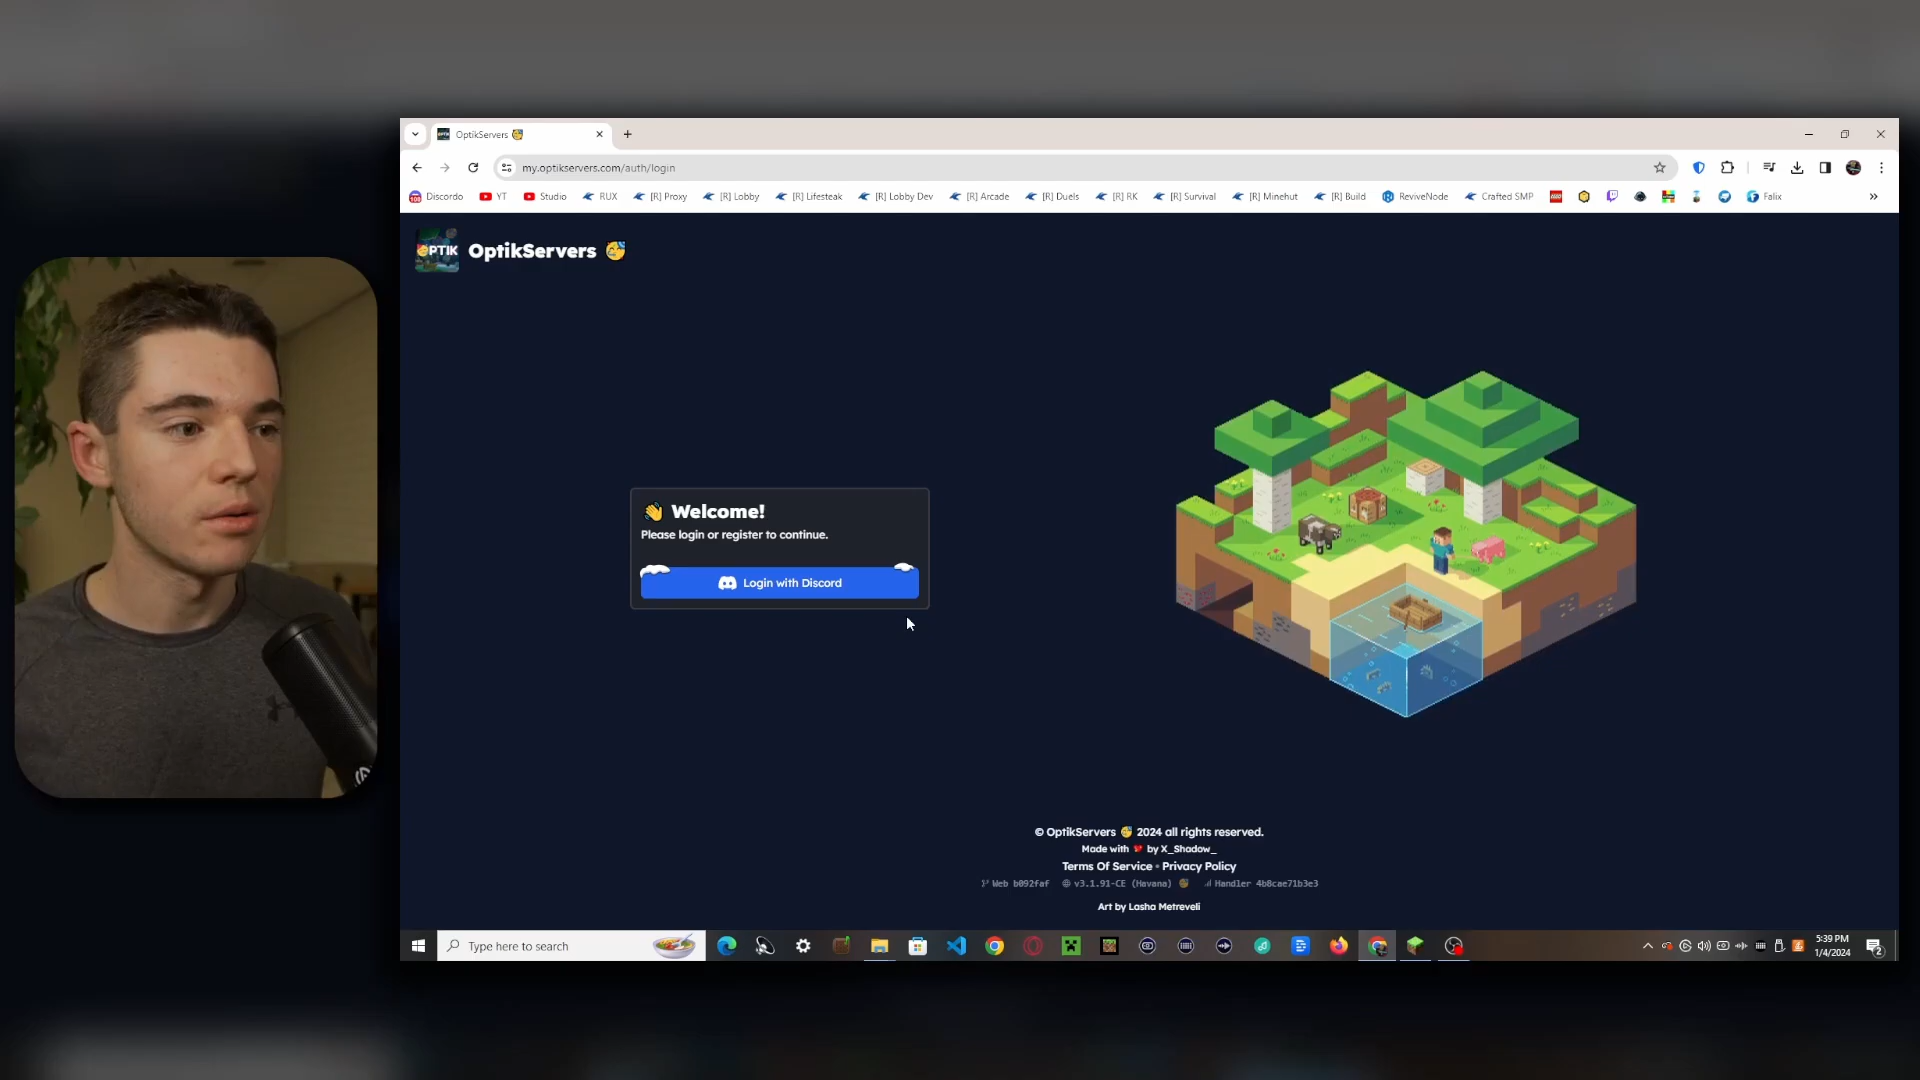 OptikServers
my.optikservers.com/auth/login
Discordo YT Studio RUX [R] Proxy [R] Lobby [R] Lifesteak [R] Lobby Dev [R] Arcade [R] Duels [R] RK [R] Survival [R] Minehut [R] Build ReviveNode Crafted SMP Falix
OPTIK OptikServers
Welcome!
Please login or register to continue.
Login with Discord
© OptikServers 2024 all rights reserved.
Made with by X_Shadow_
Terms Of Service • Privacy Policy
Web b092faf v3.1.91-CE (Havana) Handler 4b8cae71b3e3
Art by Lasha Metreveli
Type here to search
5:39 PM
1/4/2024
2